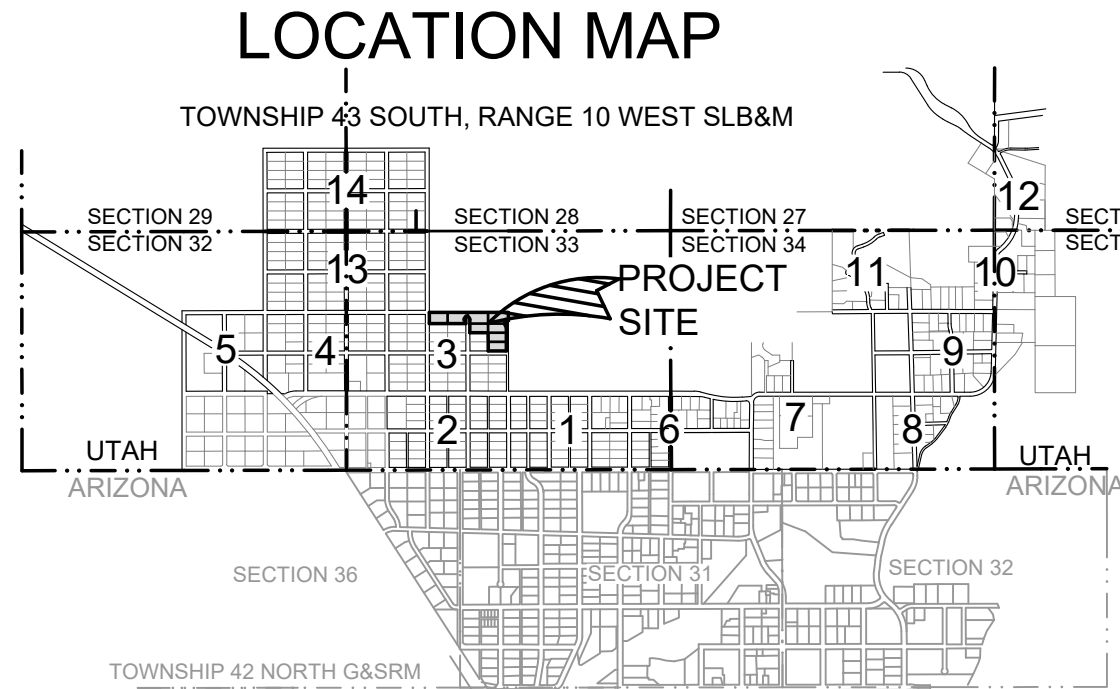 LOCATION MAP
TOWNSHIP 43 SOUTH, RANGE 10 WEST SLB&M
14
12
SECTION 29
SECTION 28
SECTION 27
SECT
SECTION 32
SECTION 33
SECTION 34
SECT
13
11
10
PROJECT
SITE
5
4
3
9
2
1
6
7
8
UTAH
UTAH
ARIZONA
ARIZONA
SECTION 36
SECTION 31
SECTION 32
TOWNSHIP 42 NORTH G&SRM